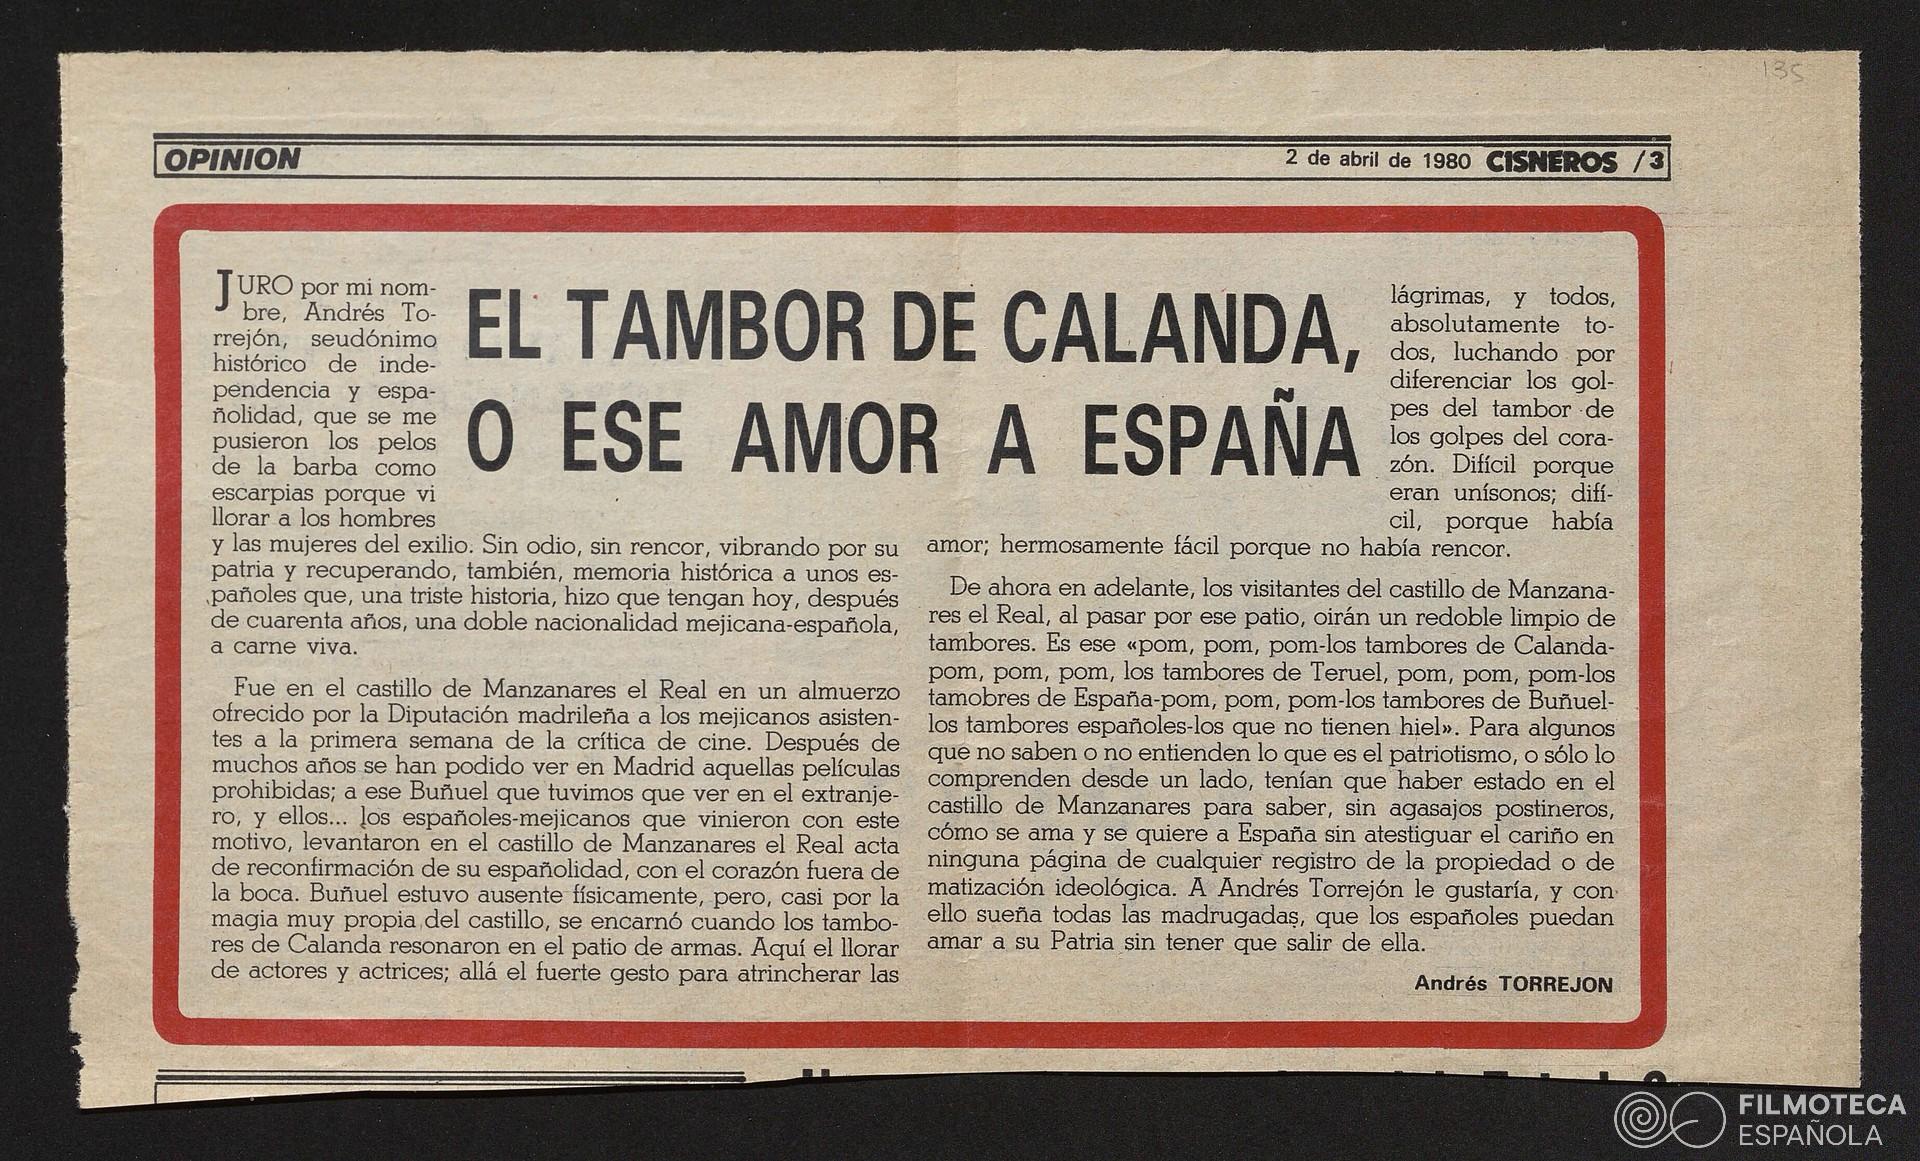 135
OPINION
2 de abril de 1980 CISNEROS /3
EL TAMBOR DE CALANDA,
O ESE AMOR A ESPAÑA
JURO por mi nom-
bre, Andrés To-
rrejón, seudónimo
histórico de inde-
pendencia y espa-
ñolidad, que se me
pusieron los pelos
de la barba como
escarpias porque vi
llorar a los hombres
y las mujeres del exilio. Sin odio, sin rencor, vibrando por su
patria y recuperando, también, memoria histórica a unos es-
pañoles que, una triste historia, hizo que tengan hoy, después
de cuarenta años, una doble nacionalidad mejicana-española,
a carne viva.
Fue en el castillo de Manzanares el Real en un almuerzo
ofrecido por la Diputación madrileña a los mejicanos asisten-
tes a la primera semana de la crítica de cine. Después de
muchos años se han podido ver en Madrid aquellas películas
prohibidas; a ese Buñuel que tuvimos que ver en el extranje-
ro, y ellos... los españoles-mejicanos que vinieron con este
motivo, levantaron en el castillo de Manzanares el Real acta
de reconfirmación de su españolidad, con el corazón fuera de
la boca. Buñuel estuvo ausente físicamente, pero, casi por la
magia muy propia del castillo, se encarnó cuando los tambo-
res de Calanda resonaron en el patio de armas. Aquí el llorar
de actores y actrices; allá el fuerte gesto para atrincherar las
lágrimas, y todos,
absolutamente to-
dos, luchando por
diferenciar los gol-
pes del tambor de
los golpes del cora-
zón. Difícil porque
eran unísonos; difí-
cil, porque había
amor; hermosamente fácil porque no había rencor.
De ahora en adelante, los visitantes del castillo de Manzana-
res el Real, al pasar por ese patio, oirán un redoble limpio de
tambores. Es ese «pom, pom, pom-los tambores de Calanda-
pom, pom, pom, los tambores de Teruel, pom, pom, pom-los
tamobres de España-pom, pom, pom-los tambores de Buñuel-
los tambores españoles-los que no tienen hiel». Para algunos
que no saben o no entienden lo que es el patriotismo, o sólo lo
comprenden desde un lado, tenían que haber estado en el
castillo de Manzanares para saber, sin agasajos postineros,
cómo se ama y se quiere a España sin atestiguar el cariño en
ninguna página de cualquier registro de la propiedad o de
matización ideológica. A Andrés Torrejón le gustaría, y con
ello sueña todas las madrugadas, que los españoles puedan
amar a su Patria sin tener que salir de ella.
Andrés TORREJON
FILMOTECA
ESPAÑOLA